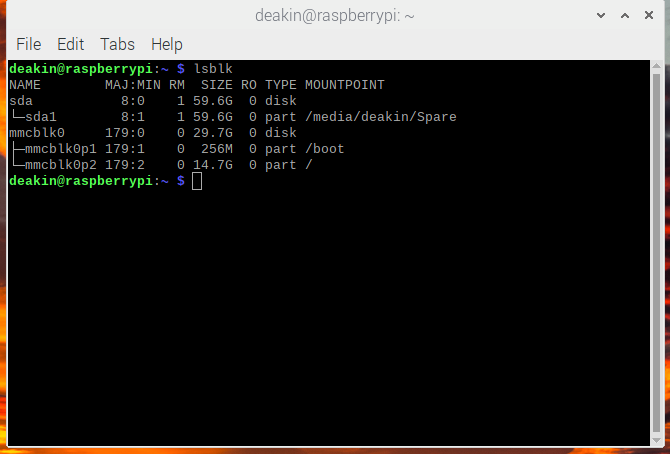 deakin@raspberrypi: ~
File Edit Tabs Help
deakin@raspberrypi:~ $ lsblk
NAME        MAJ:MIN RM  SIZE RO TYPE MOUNTPOINT
sda           8:0    1 59.6G  0 disk
└─sda1        8:1    1 59.6G  0 part /media/deakin/Spare
mmcblk0     179:0    0 29.7G  0 disk
├─mmcblk0p1 179:1    0  256M  0 part /boot
└─mmcblk0p2 179:2    0 14.7G  0 part /
deakin@raspberrypi:~ $